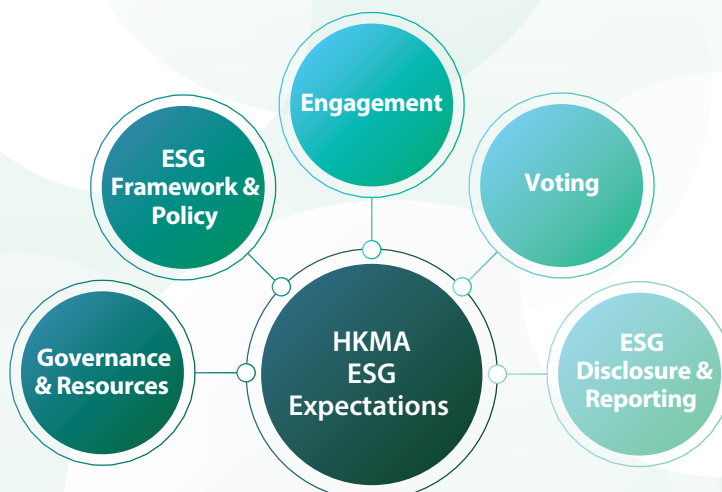 Engagement
ESG
Framework &
Policy
Voting
Governance
& Resources
HKMA
ESG
Expectations
ESG
Disclosure &
Reporting